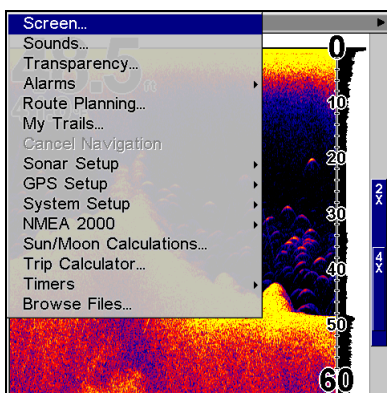 Screen...
Sounds...
Transparency...
Alarms
Route Planning...
My Trails...
Cancel Navigation
Sonar Setup
GPS Setup
System Setup
NMEA 2000
Sun/Moon Calculations...
Trip Calculator...
Timers
Browse Files...
0
10
20
30
40
50
60
2X
4X